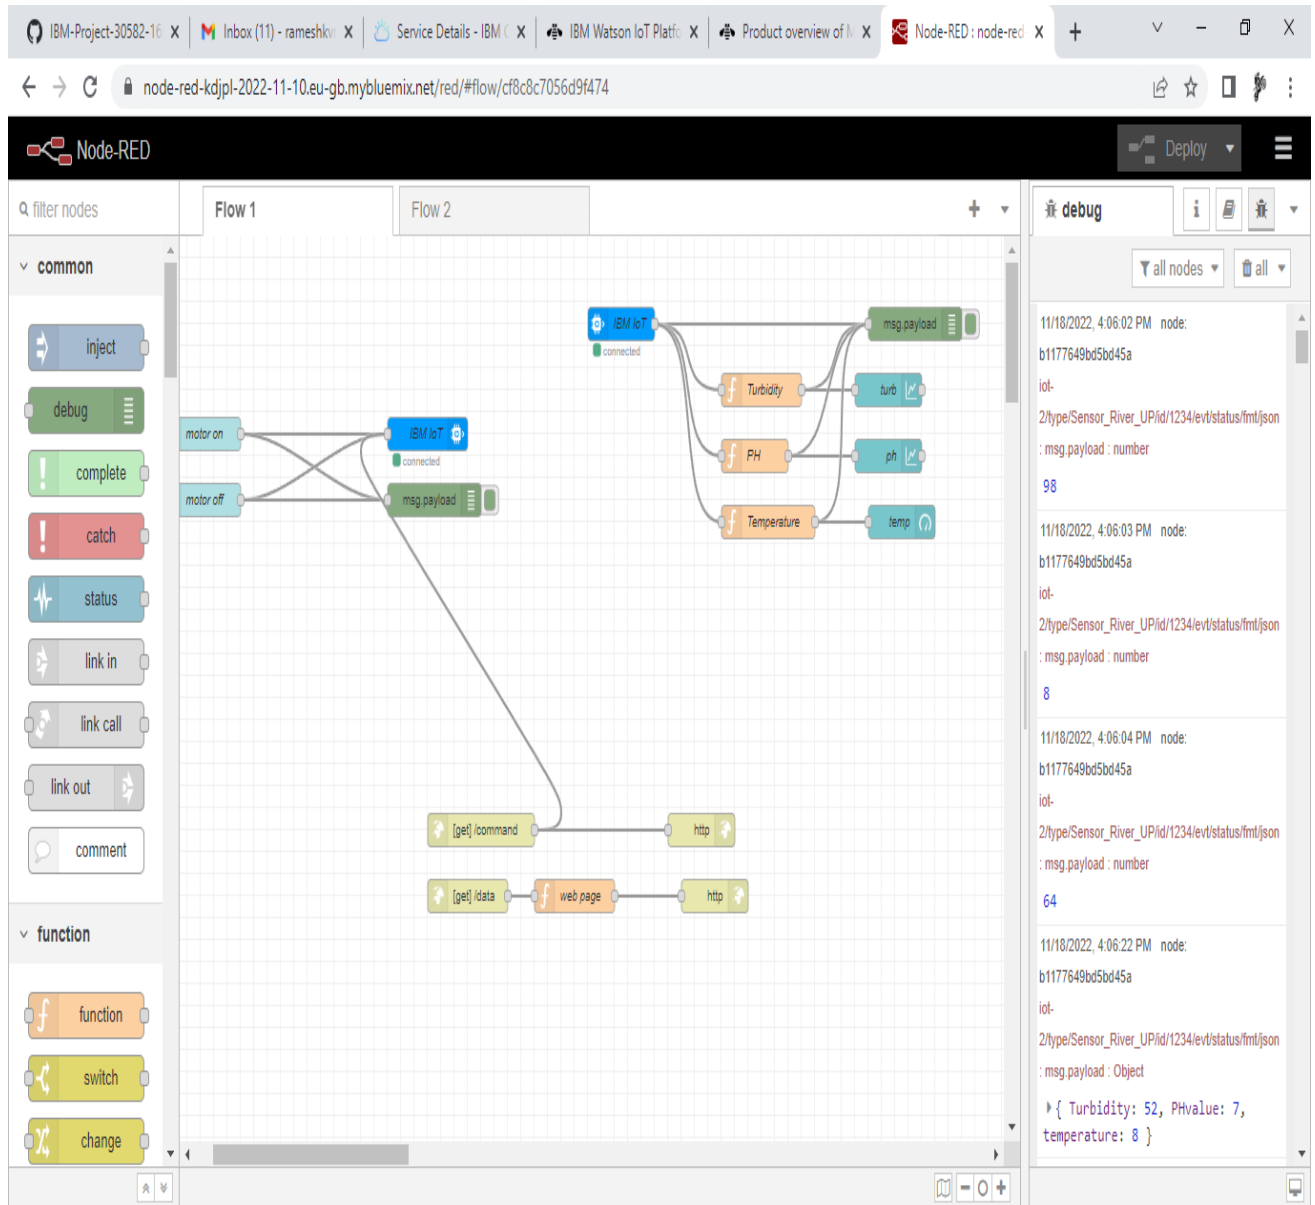 IBM-Project-30582-16
Inbox (11) - rameshkv
Service Details - IBM C
IBM Watson IoT Platfo
Product overview of N
Node-RED : node-red
node-red-kdjpl-2022-11-10.eu-gb.mybluemix.net/red/#flow/cf8c8c7056d9f474
Node-RED
Deploy
filter nodes
Flow 1
Flow 2
debug
common
all nodes
all
inject
debug
complete
catch
status
link in
link call
link out
comment
function
function
switch
change
motor on
motor off
IBM IoT
connected
msg.payload
IBM IoT
connected
msg.payload
Turbidity
turb
PH
ph
Temperature
temp
[get] /command
http
[get] /data
web page
http
11/18/2022, 4:06:02 PM node:
b1177649bd5bd45a
iot-
2/type/Sensor_River_UP/id/1234/evt/status/fmt/json
: msg.payload : number
98
11/18/2022, 4:06:03 PM node:
b1177649bd5bd45a
iot-
2/type/Sensor_River_UP/id/1234/evt/status/fmt/json
: msg.payload : number
8
11/18/2022, 4:06:04 PM node:
b1177649bd5bd45a
iot-
2/type/Sensor_River_UP/id/1234/evt/status/fmt/json
: msg.payload : number
64
11/18/2022, 4:06:22 PM node:
b1177649bd5bd45a
iot-
2/type/Sensor_River_UP/id/1234/evt/status/fmt/json
: msg.payload : Object
{ Turbidity: 52, PHvalue: 7,
temperature: 8 }